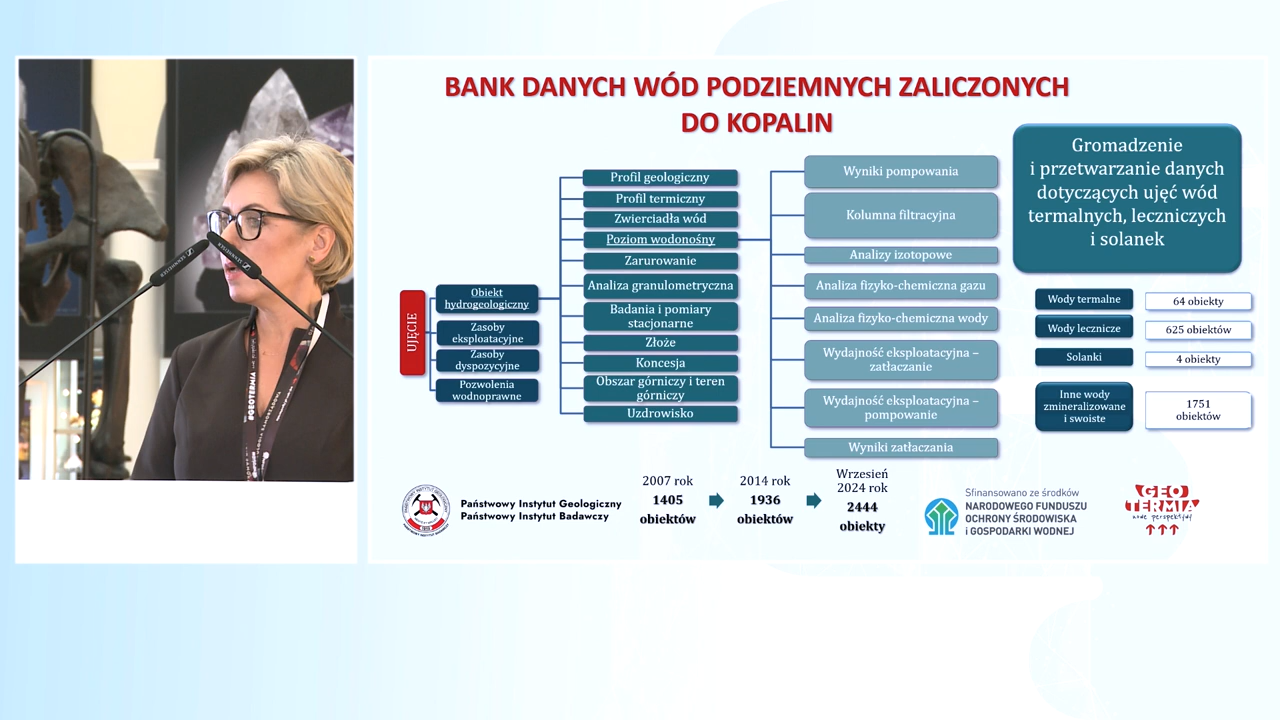 BANK DANYCH WÓD PODZIEMNYCH ZALICZONYCH
DO KOPALIN
UJĘCIE
Obiekt
hydrogeologiczny
Zasoby
eksploatacyjne
Zasoby
dyspozycyjne
Pozwolenia
wodnoprawne
Profil geologiczny
Profil termiczny
Zwierciadła wód
Poziom wodonośny
Zarurowanie
Analiza granulometryczna
Badania i pomiary
stacjonarne
Złoże
Koncesja
Obszar górniczy i teren
górniczy
Uzdrowisko
Wyniki pompowania
Kolumna filtracyjna
Analizy izotopowe
Analiza fizyko-chemiczna gazu
Analiza fizyko-chemiczna wody
Wydajność eksploatacyjna –
zatłaczanie
Wydajność eksploatacyjna –
pompowanie
Wyniki zatłaczania
Gromadzenie
i przetwarzanie danych
dotyczących ujęć wód
termalnych, leczniczych
i solanek
Wody termalne
64 obiekty
Wody lecznicze
625 obiektów
Solanki
4 obiekty
Inne wody
zmineralizowane
i swoiste
1751
obiektów
Państwowy Instytut Geologiczny
Państwowy Instytut Badawczy
2007 rok
1405
obiektów
2014 rok
1936
obiektów
Wrzesień
2024 rok
2444
obiekty
Sfinansowano ze środków
NARODOWEGO FUNDUSZU
OCHRONY ŚRODOWISKA
i GOSPODARKI WODNEJ
GEO
TERMIA
nowe perspektywy
SENNHEISER
SENNHEISER
#GEOTERMIA